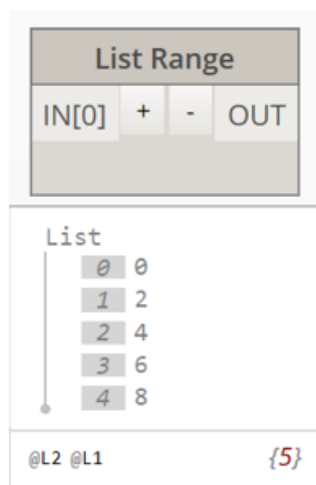 List Range
IN[0] + - OUT
List
0 0
1 2
2 4
3 6
4 8
@L2 @L1 {5}